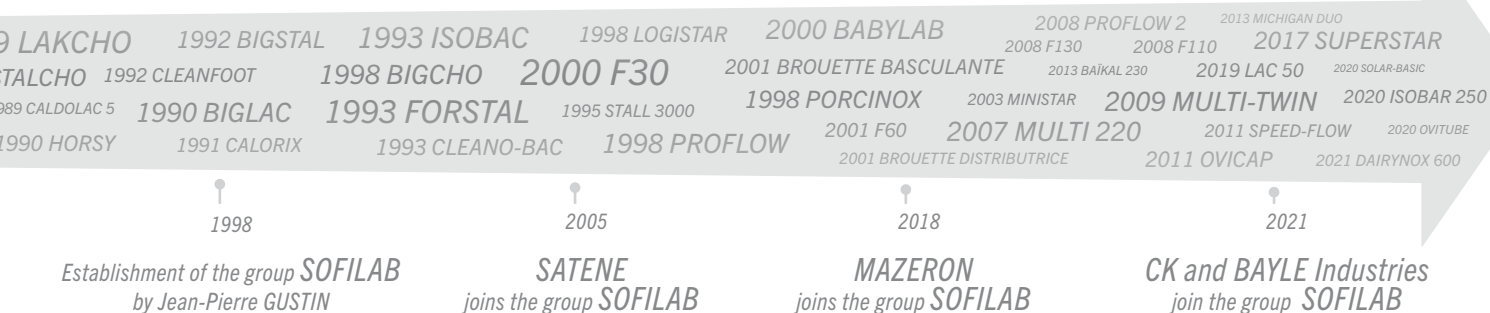 9 LAKCHO 1992 BIGSTAL 1993 ISOBAC 1998 LOGISTAR 2000 BABYLAB 2008 PROFLOW 2 2013 MICHIGAN DUO
2008 F130 2008 F110 2017 SUPERSTAR
STALCHO 1992 CLEANFOOT 1998 BIGCHO 2000 F30 2001 BROUETTE BASCULANTE 2013 BAÏKAL 230 2019 LAC 50 2020 SOLAR-BASIC
989 CALDOLAC 5 1990 BIGLAC 1993 FORSTAL 1995 STALL 3000 1998 PORCINOX 2003 MINISTAR 2009 MULTI-TWIN 2020 ISOBAR 250
1990 HORSY 1991 CALORIX 1993 CLEANO-BAC 1998 PROFLOW 2001 F60 2007 MULTI 220 2011 SPEED-FLOW 2020 OVITUBE
2001 BROUETTE DISTRIBUTRICE 2011 OVICAP 2021 DAIRYNOX 600
1998
Establishment of the group SOFILAB
by Jean-Pierre GUSTIN
2005
SATENE
joins the group SOFILAB
2018
MAZERON
joins the group SOFILAB
2021
CK and BAYLE Industries
join the group SOFILAB